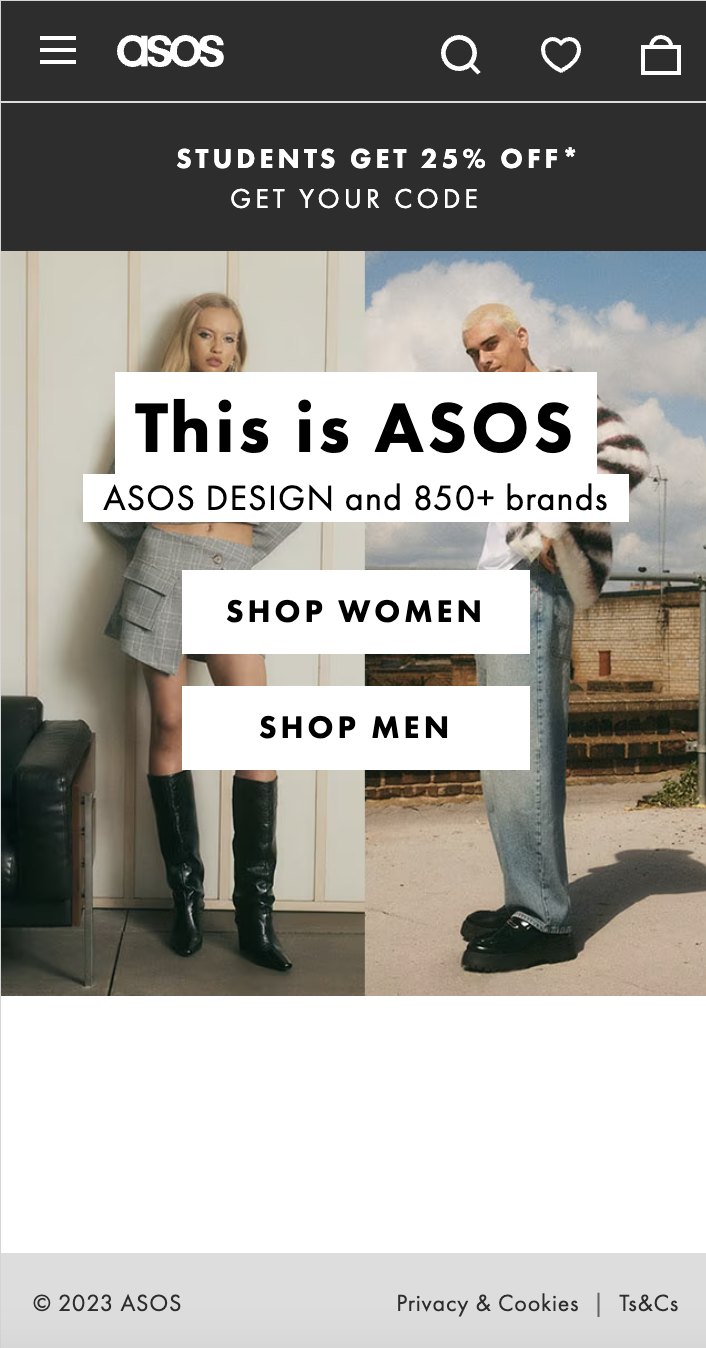 asos
STUDENTS GET 25% OFF*
GET YOUR CODE
This is ASOS
ASOS DESIGN and 850+ brands
SHOP WOMEN
SHOP MEN
© 2023 ASOS
Privacy & Cookies | Ts&Cs